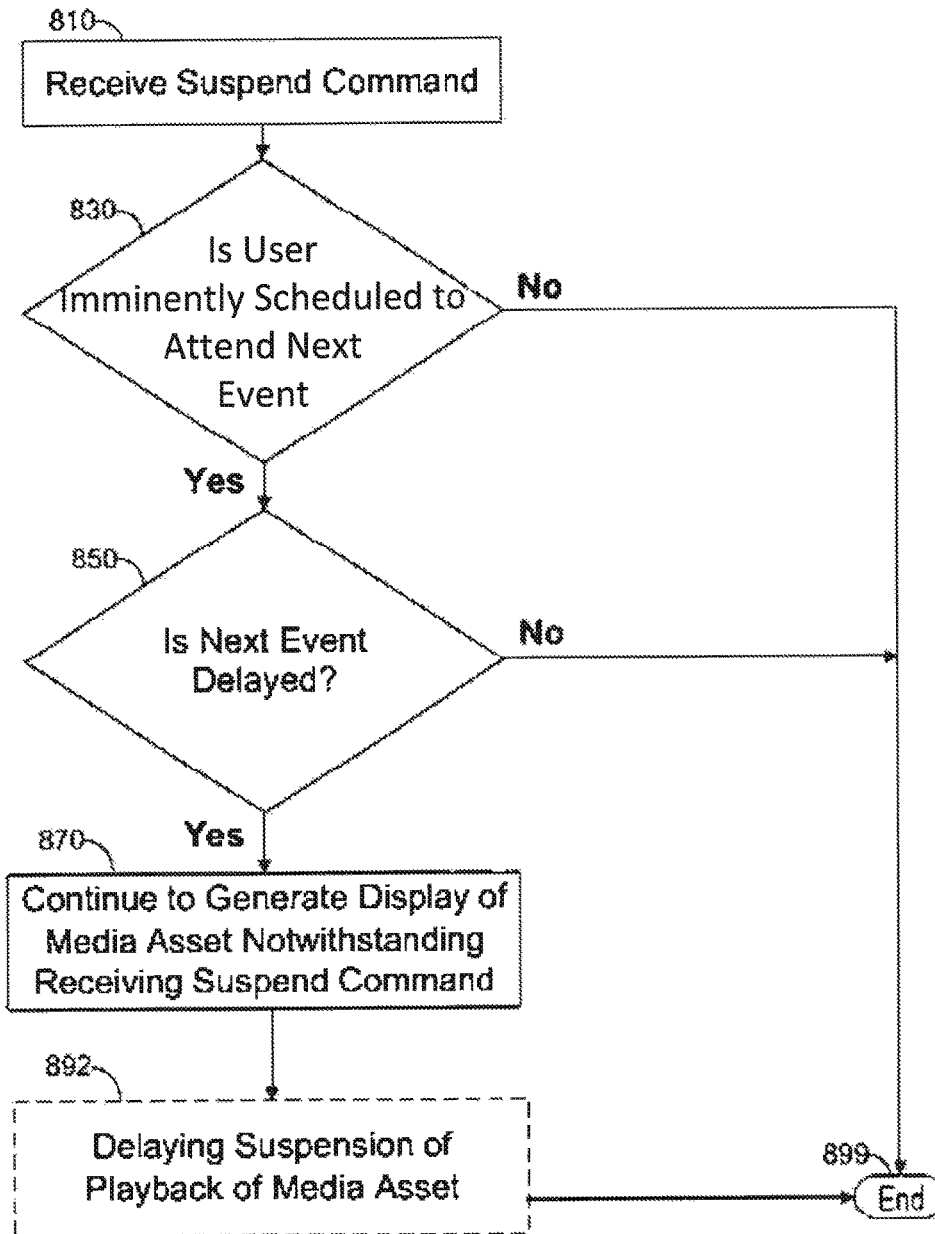 810
Receive Suspend Command
830
Is User
Imminently Scheduled to
Attend Next
Event
No
Yes
850
Is Next Event
Delayed?
No
Yes
870
Continue to Generate Display of
Media Asset Notwithstanding
Receiving Suspend Command
892
Delaying Suspension of
Playback of Media Asset
899
End